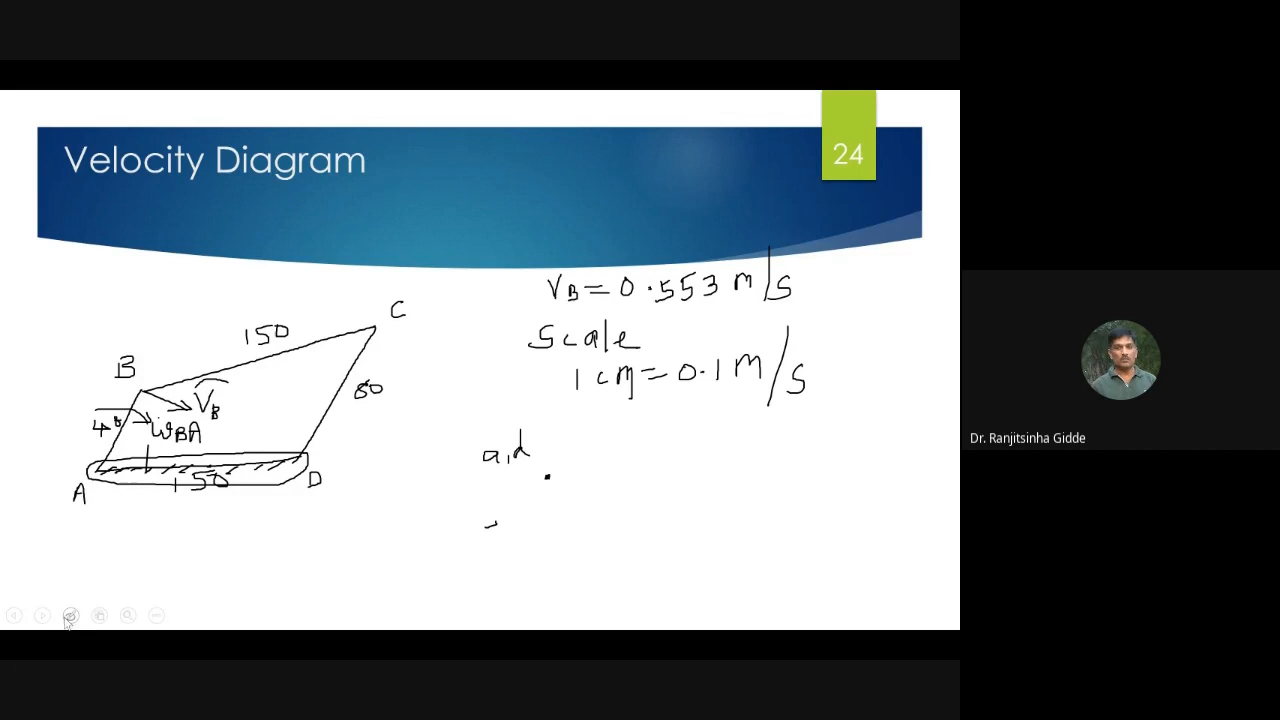 Velocity Diagram
24
VB = 0.553 m/s
Scale
1 cm = 0.1 m/s
C
150
B
80
VB
ωBA
a,d
150
A
D
Dr. Ranjitsinha Gidde